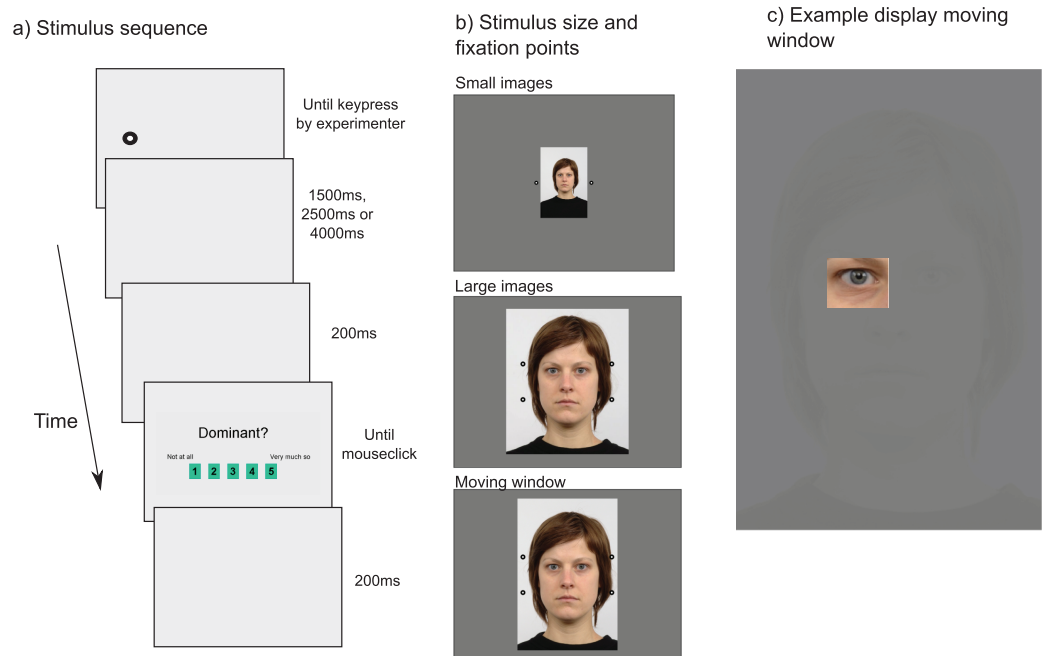 a) Stimulus sequence
Until keypress
by experimenter
1500ms,
2500ms or
4000ms
200ms
Time
Dominant?
Not at all Very much so
1 2 3 4 5
Until
mouseclick
200ms
b) Stimulus size and
fixation points
Small images
Large images
Moving window
c) Example display moving
window